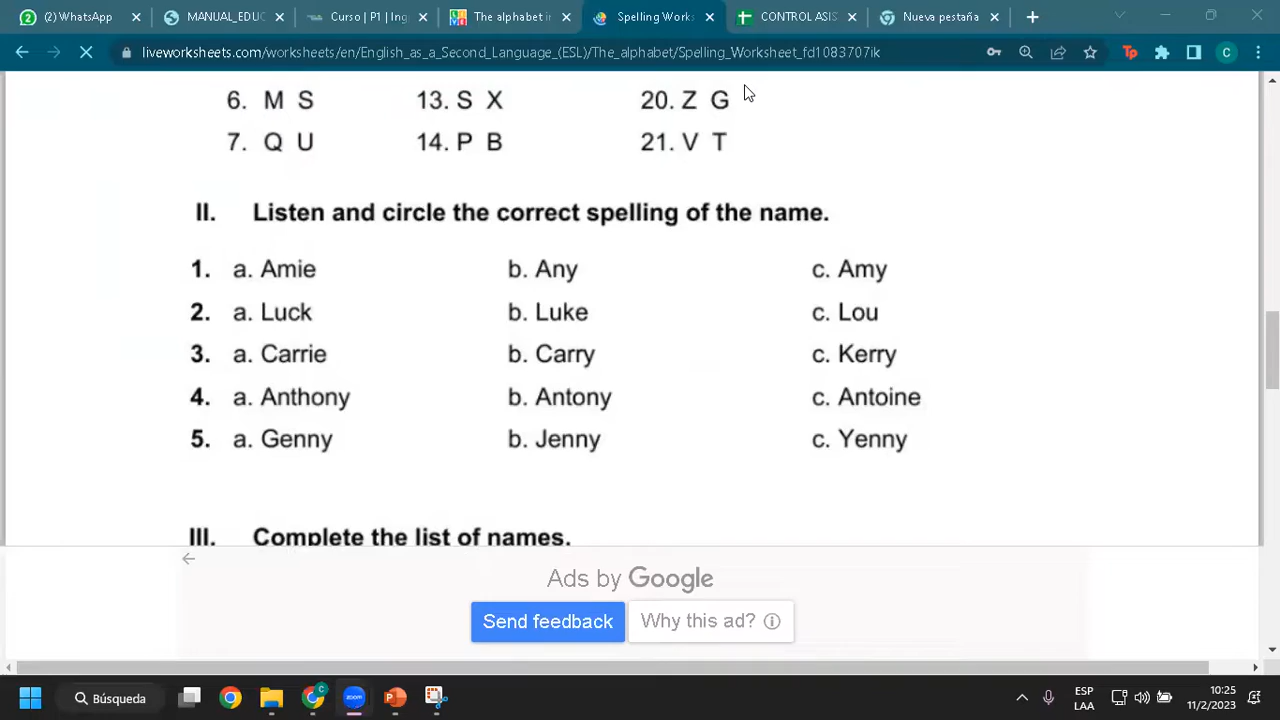 (2) WhatsApp
MANUAL_EDUC
Curso | P1 | Ing
The alphabet i
Spelling Works
CONTROL ASIS
Nueva pestaña
liveworksheets.com/worksheets/en/English_as_a_Second_Language_(ESL)/The_alphabet/Spelling_Worksheet_fd1083707ik
6. M S 13. S X 20. Z G
7. Q U 14. P B 21. V T
II. Listen and circle the correct spelling of the name.
1. a. Amie b. Any c. Amy
2. a. Luck b. Luke c. Lou
3. a. Carrie b. Carry c. Kerry
4. a. Anthony b. Antony c. Antoine
5. a. Genny b. Jenny c. Yenny
III. Complete the list of names.
Ads by Google
Send feedback Why this ad?
Búsqueda
ESP
LAA
10:25
11/2/2023